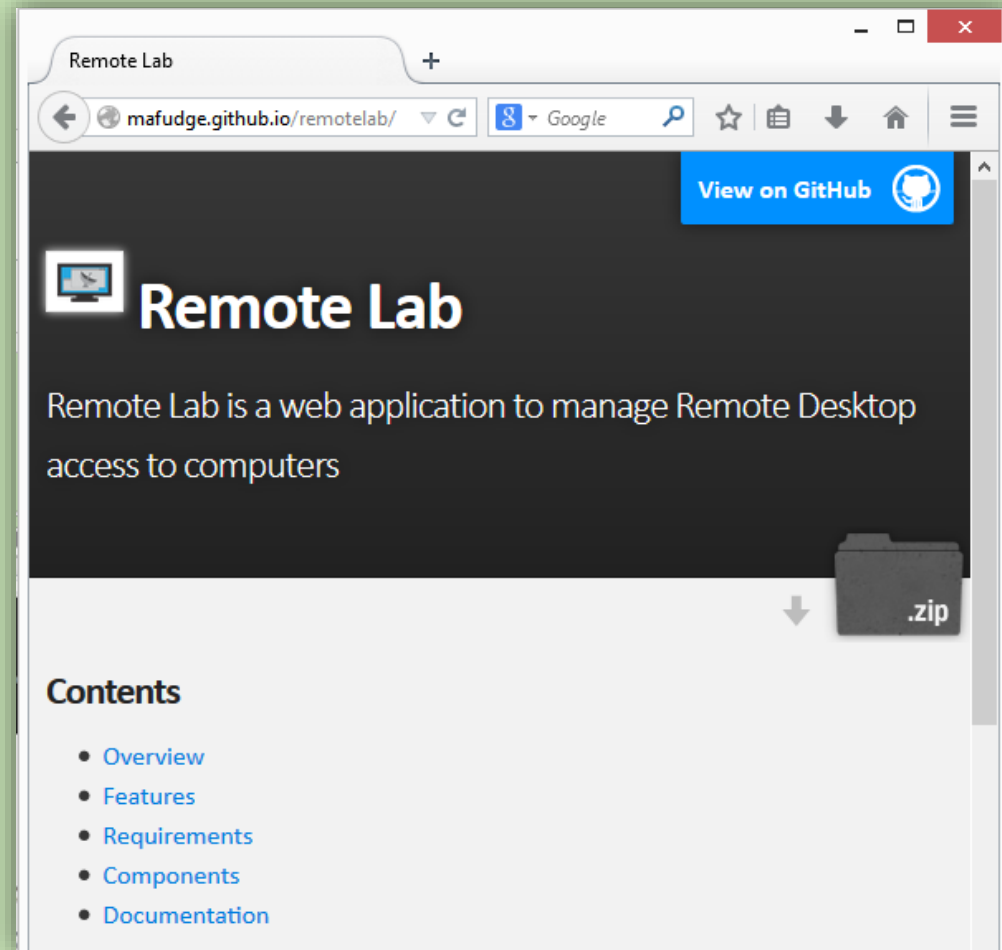 Remote Lab
mafudge.github.io/remotelab/
Google
View on GitHub
Remote Lab
Remote Lab is a web application to manage Remote Desktop
access to computers
.zip
Contents
Overview
Features
Requirements
Components
Documentation